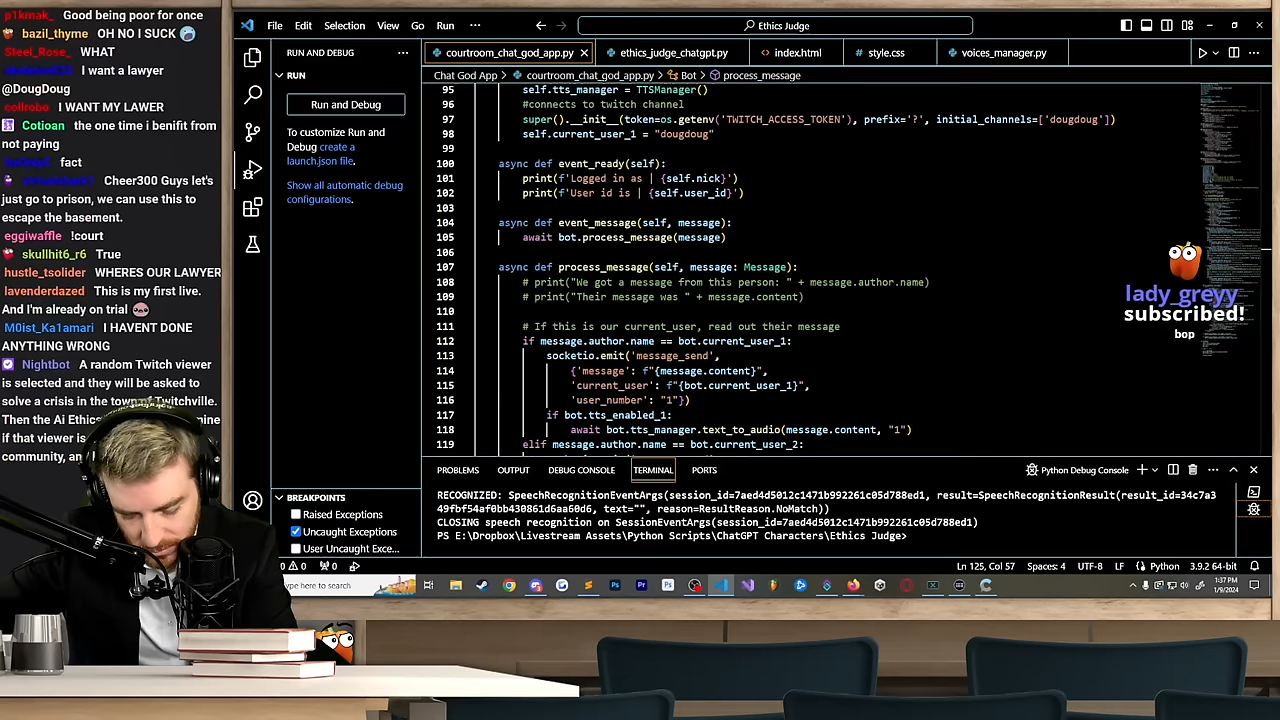 p1kmak_ Good being poor for once
bazil_thyme OH NO I SUCK
Steel_Rose_ WHAT
I want a lawyer
@DougDoug
collrobo I WANT MY LAWER
Cotioan the one time i benifit from
not paying
fact
Cheer300 Guys let's
just go to prison, we can use this to
escape the basement.
eggiwaffle !court
skullhit6_r6 True
hustle_tsolider WHERES OUR LAWYER
lavenderdazed This is my first live.
And I'm already on trial
M0ist_Ka1amari I HAVENT DONE
ANYTHING WRONG
Nightbot A random Twitch viewer
is selected and they will be asked to
solve a crisis in the town of Twitchville.
Then the Ai Ethics
if that viewer is
community, an
File Edit Selection View Go Run ···
Ethics Judge
RUN AND DEBUG ···
RUN
Run and Debug
To customize Run and
Debug create a
launch.json file.
Show all automatic debug
configurations.
BREAKPOINTS
Raised Exceptions
Uncaught Exceptions
User Uncaught Exce...
courtroom_chat_god_app.py ethics_judge_chatgpt.py index.html style.css voices_manager.py
Chat God App > courtroom_chat_god_app.py > Bot > process_message
95 self.tts_manager = TTSManager()
96 #connects to twitch channel
97 super().__init__(token=os.getenv('TWITCH_ACCESS_TOKEN'), prefix='?', initial_channels=['dougdoug'])
98 self.current_user_1 = "dougdoug"
99
100 async def event_ready(self):
101 print(f'Logged in as | {self.nick}')
102 print(f'User id is | {self.user_id}')
103
104 async def event_message(self, message):
105 await bot.process_message(message)
106
107 async def process_message(self, message: Message):
108 # print("We got a message from this person: " + message.author.name)
109 # print("Their message was " + message.content)
110
111 # If this is our current_user, read out their message
112 if message.author.name == bot.current_user_1:
113 socketio.emit('message_send',
114 {'message': f"{message.content}",
115 'current_user': f"{bot.current_user_1}",
116 'user_number': "1"})
117 if bot.tts_enabled_1:
118 await bot.tts_manager.text_to_audio(message.content, "1")
119 elif message.author.name == bot.current_user_2:
lady_greyy
subscribed!
bop
PROBLEMS OUTPUT DEBUG CONSOLE TERMINAL PORTS
Python Debug Console
RECOGNIZED: SpeechRecognitionEventArgs(session_id=7aed4d5012c1471b992261c05d788ed1, result=SpeechRecognitionResult(result_id=34c7a3
49fbf54af0bb430861d6aa60d6, text="", reason=ResultReason.NoMatch))
CLOSING speech recognition on SessionEventArgs(session_id=7aed4d5012c1471b992261c05d788ed1)
PS E:\Dropbox\Livestream Assets\Python Scripts\ChatGPT Characters\Ethics Judge>
0 0 0 Ln 125, Col 57 Spaces: 4 UTF-8 LF Python 3.9.2 64-bit
here to search
1:37 PM
1/9/2024